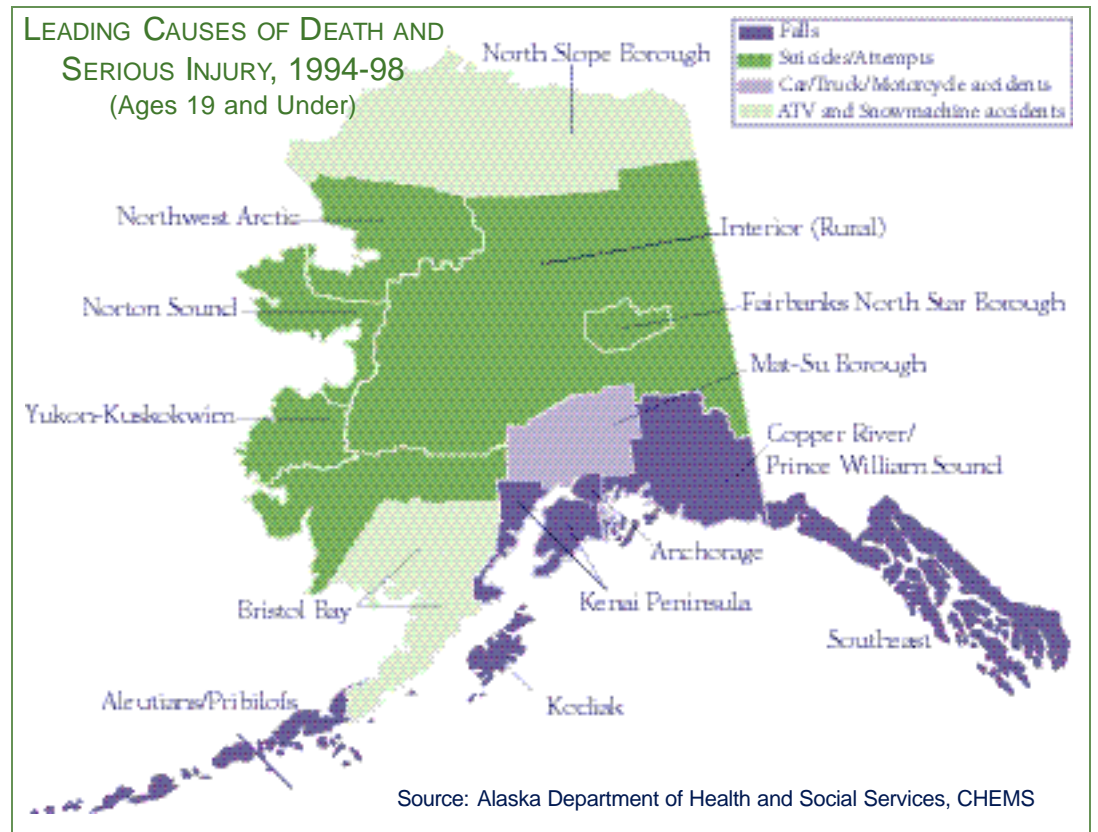 LEADING CAUSES OF DEATH AND
SERIOUS INJURY, 1994-98
(Ages 19 and Under)
Falls
Suicides/Attempts
Car/Truck/Motorcycle accidents
ATV and Snowmachine accidents
North Slope Borough
Northwest Arctic
Interior (Rural)
Norton Sound
Fairbanks North Star Borough
Mat-Su Borough
Yukon-Kuskokwim
Copper River/
Prince William Sound
Anchorage
Bristol Bay
Kenai Peninsula
Southeast
Aleutians/Pribilofs
Kodiak
Source: Alaska Department of Health and Social Services, CHEMS